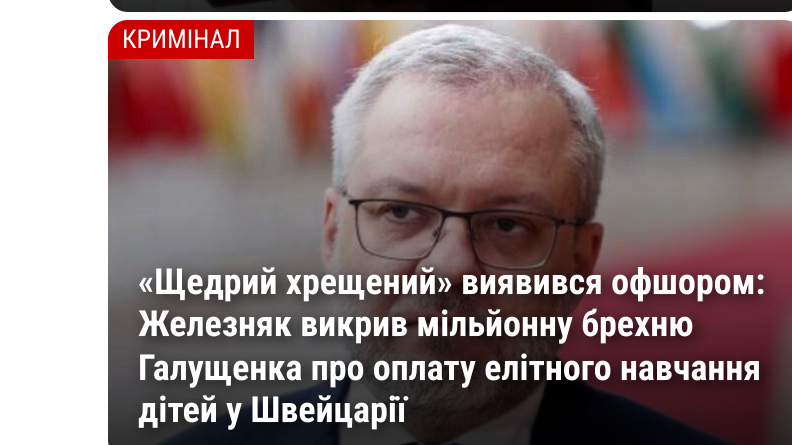 КРИМІНАЛ
«Щедрий хрещений» виявився офшором:
Железняк викрив мільйонну брехню
Галущенка про оплату елітного навчання
дітей у Швейцарії